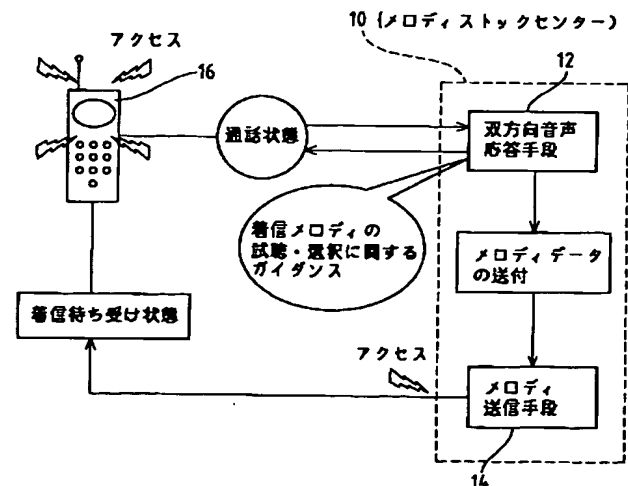 10 (メロディストックセンター)
アクセス
16
12
通話状態
双方向音声
応答手段
着信メロディの
試聴・選択に関する
ガイダンス
メロディデータ
の送付
着信待ち受け状態
アクセス
メロディ
送信手段
14